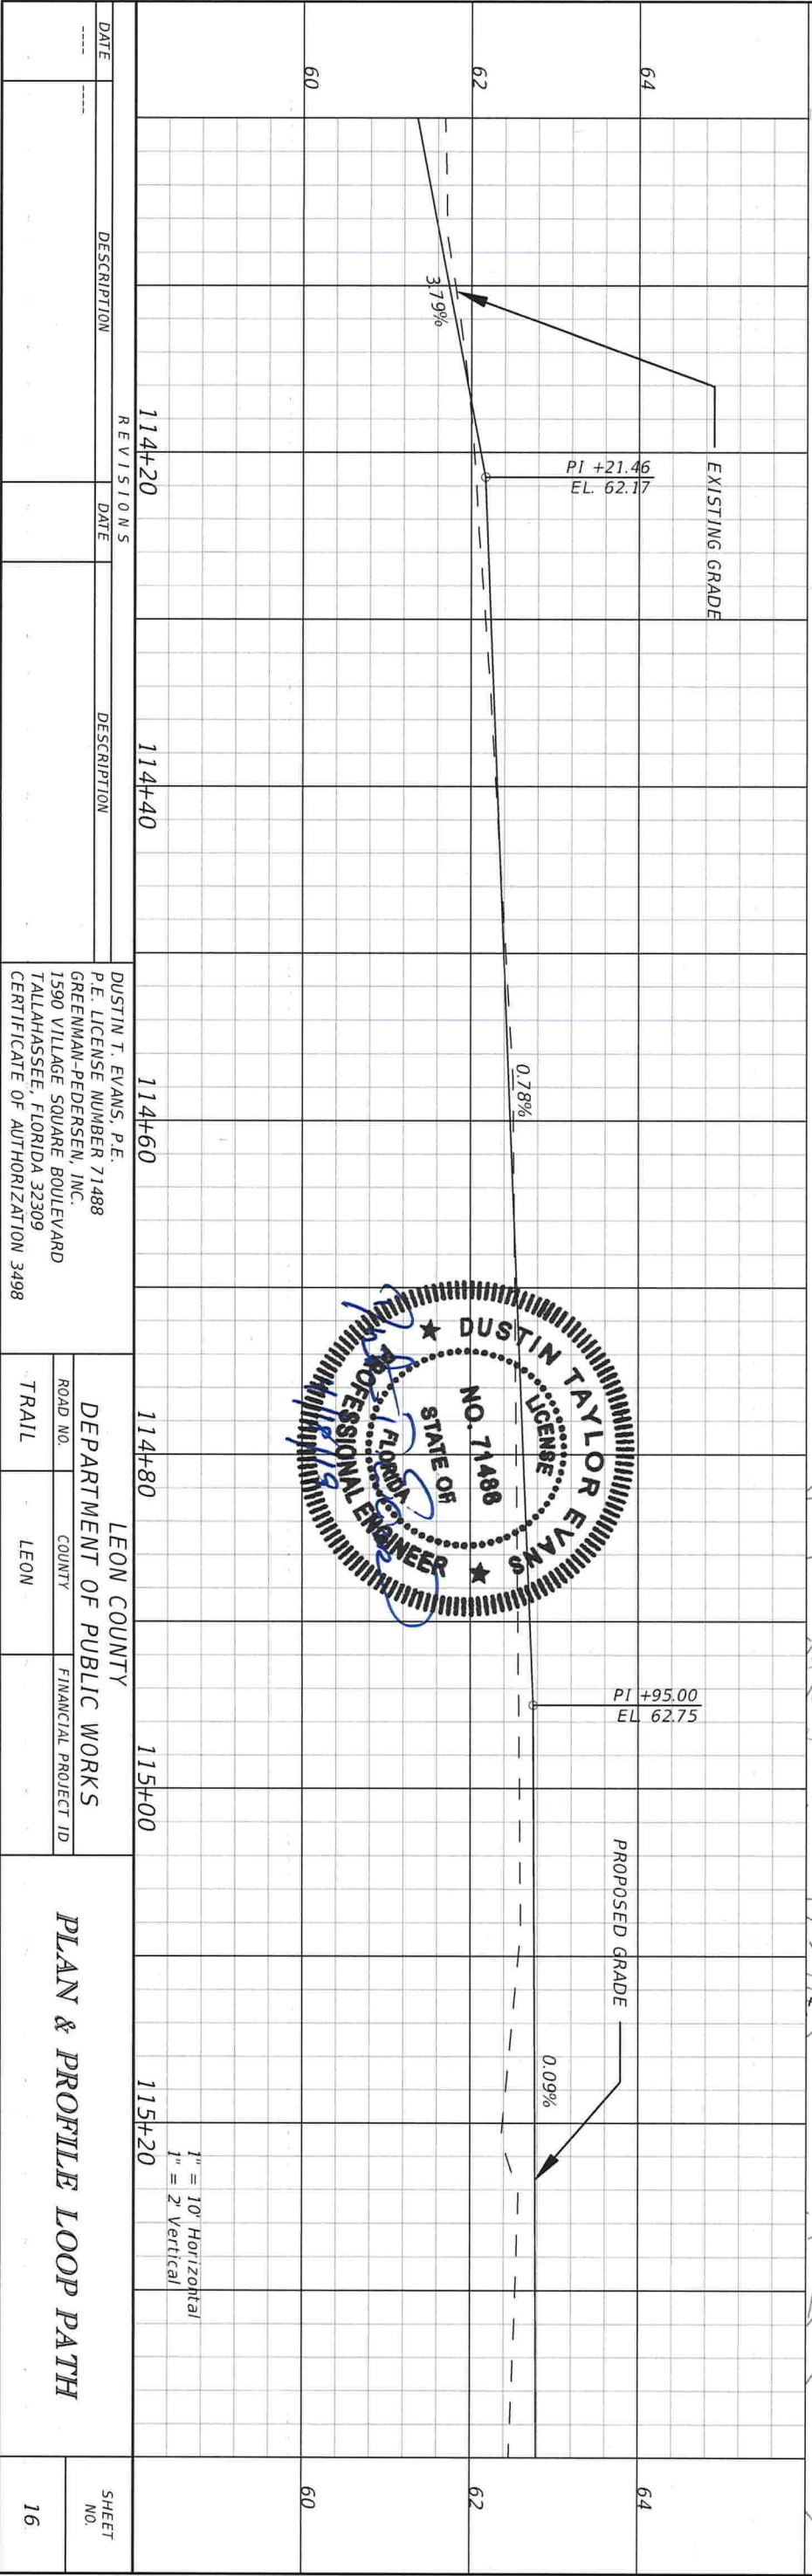 64
62
60
64
62
60
EXISTING GRADE
PI +21.46
EL. 62.17
3.79%
0.78%
PI +95.00
EL. 62.75
PROPOSED GRADE
0.09%
DUSTIN TAYLOR EVANS
LICENSE
NO. 71488
STATE OF
FLORIDA
PROFESSIONAL ENGINEER
1" = 10' Horizontal
1" = 2' Vertical
114+20
114+40
114+60
114+80
115+00
115+20
REVISIONS
DATE
DESCRIPTION
DATE
DESCRIPTION
----
----
DUSTIN T. EVANS, P.E.
P.E. LICENSE NUMBER 71488
GREENMAN-PEDERSEN, INC.
1590 VILLAGE SQUARE BOULEVARD
TALLAHASSEE, FLORIDA 32309
CERTIFICATE OF AUTHORIZATION 3498
LEON COUNTY
DEPARTMENT OF PUBLIC WORKS
ROAD NO.
COUNTY
FINANCIAL PROJECT ID
TRAIL
LEON
PLAN & PROFILE LOOP PATH
SHEET
NO.
16